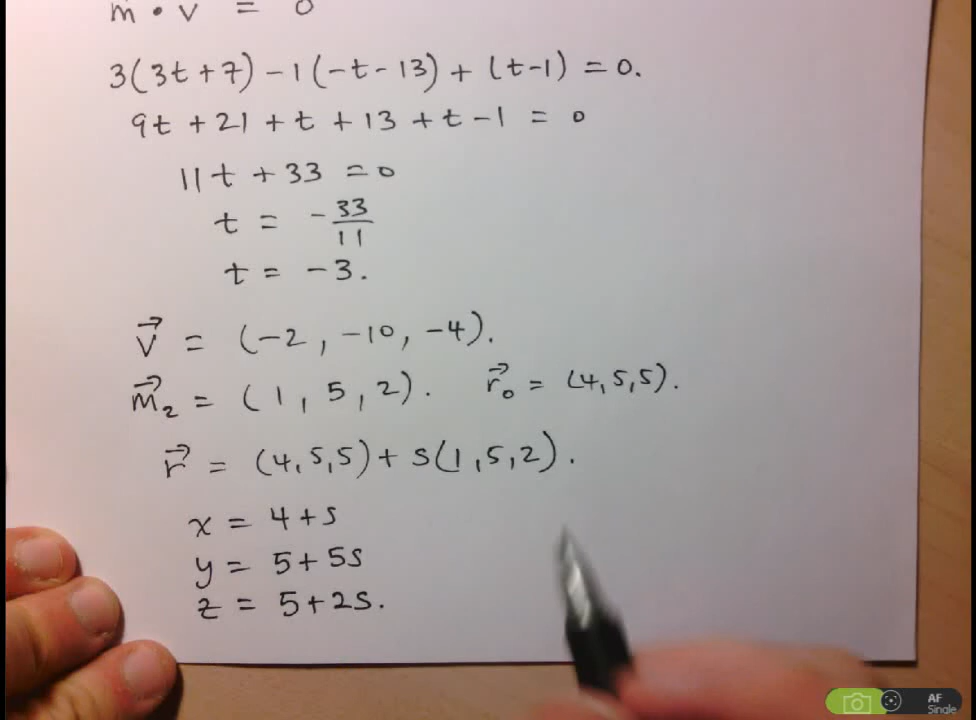 m • v = 0
3(3t+7) - 1(-t-13) + (t-1) = 0.
9t + 21 + t + 13 + t - 1 = 0
11t + 33 = 0
t = - 33/11
t = -3.
v⃗ = (-2, -10, -4).
m⃗₂ = (1, 5, 2). r⃗₀ = (4, 5, 5).
r⃗ = (4, 5, 5) + s(1, 5, 2).
x = 4 + s
y = 5 + 5s
z = 5 + 2s.
AF
Single